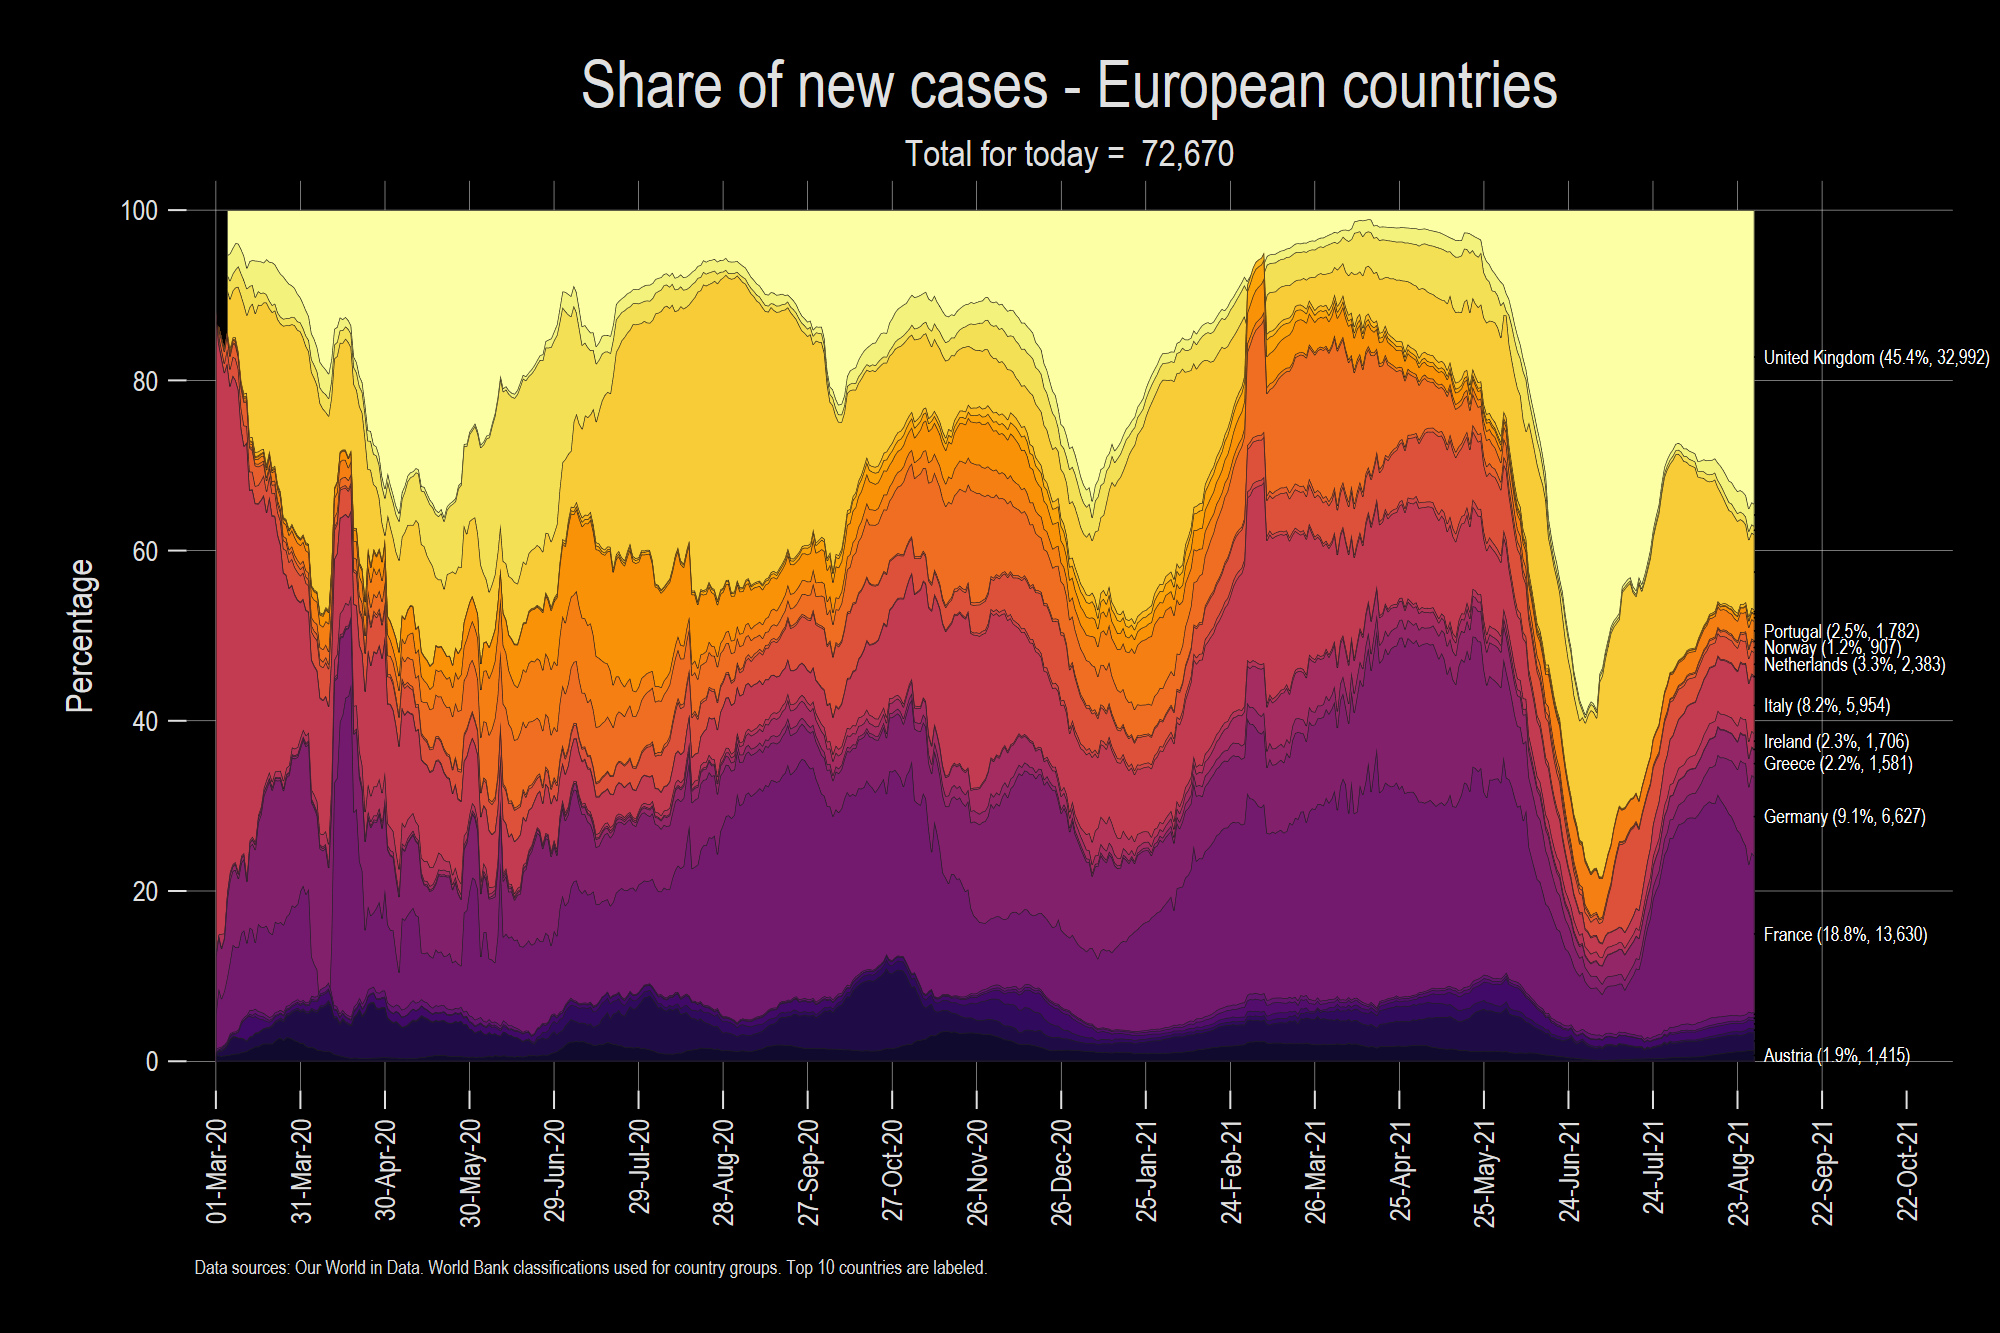 Share of new cases - European countries
Total for today =  72,670
Percentage
100
80
60
40
20
0
United Kingdom (45.4%, 32,992)
Portugal (2.5%, 1,782)
Norway (1.2%, 907)
Netherlands (3.3%, 2,383)
Italy (8.2%, 5,954)
Ireland (2.3%, 1,706)
Greece (2.2%, 1,581)
Germany (9.1%, 6,627)
France (18.8%, 13,630)
Austria (1.9%, 1,415)
01-Mar-20
31-Mar-20
30-Apr-20
30-May-20
29-Jun-20
29-Jul-20
28-Aug-20
27-Sep-20
27-Oct-20
26-Nov-20
26-Dec-20
25-Jan-21
24-Feb-21
26-Mar-21
25-Apr-21
25-May-21
24-Jun-21
24-Jul-21
23-Aug-21
22-Sep-21
22-Oct-21
Data sources: Our World in Data. World Bank classifications used for country groups. Top 10 countries are labeled.